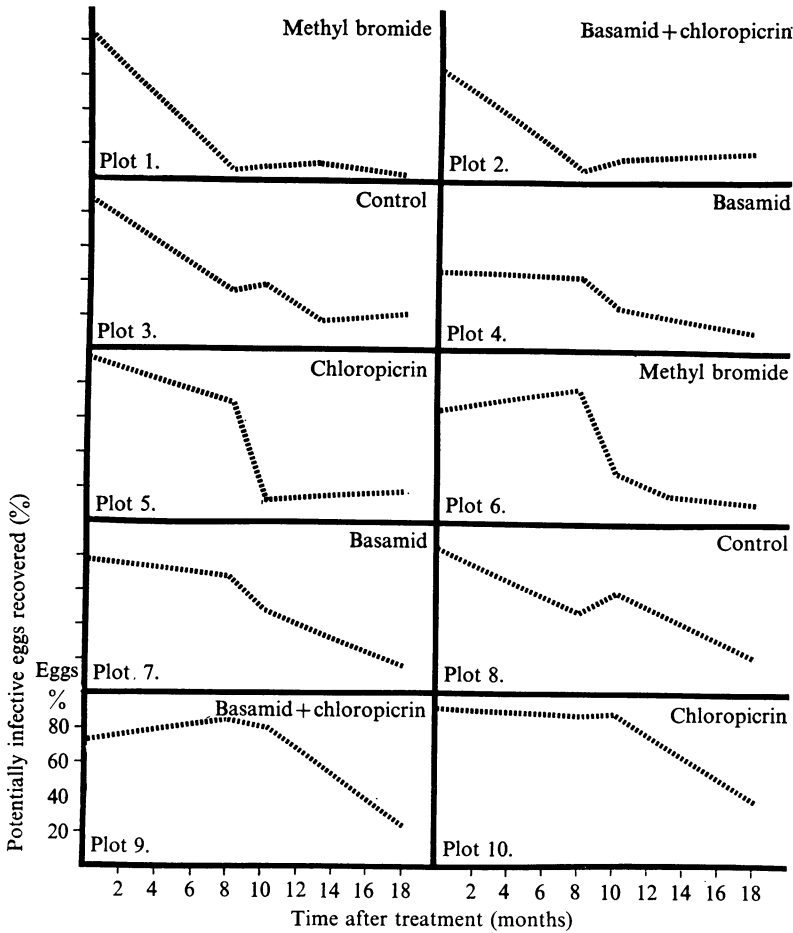 Methyl bromide
Plot 1.
Basamid+chloropicrin
Plot 2.
Control
Plot 3.
Basamid
Plot 4.
Chloropicrin
Plot 5.
Methyl bromide
Plot 6.
Basamid
Plot 7.
Control
Plot 8.
Basamid+chloropicrin
Plot 9.
Chloropicrin
Plot 10.
Potentially infective eggs recovered (%)
Eggs
%
80
60
40
20
2 4 6 8 10 12 14 16 18
2 4 6 8 10 12 14 16 18
Time after treatment (months)